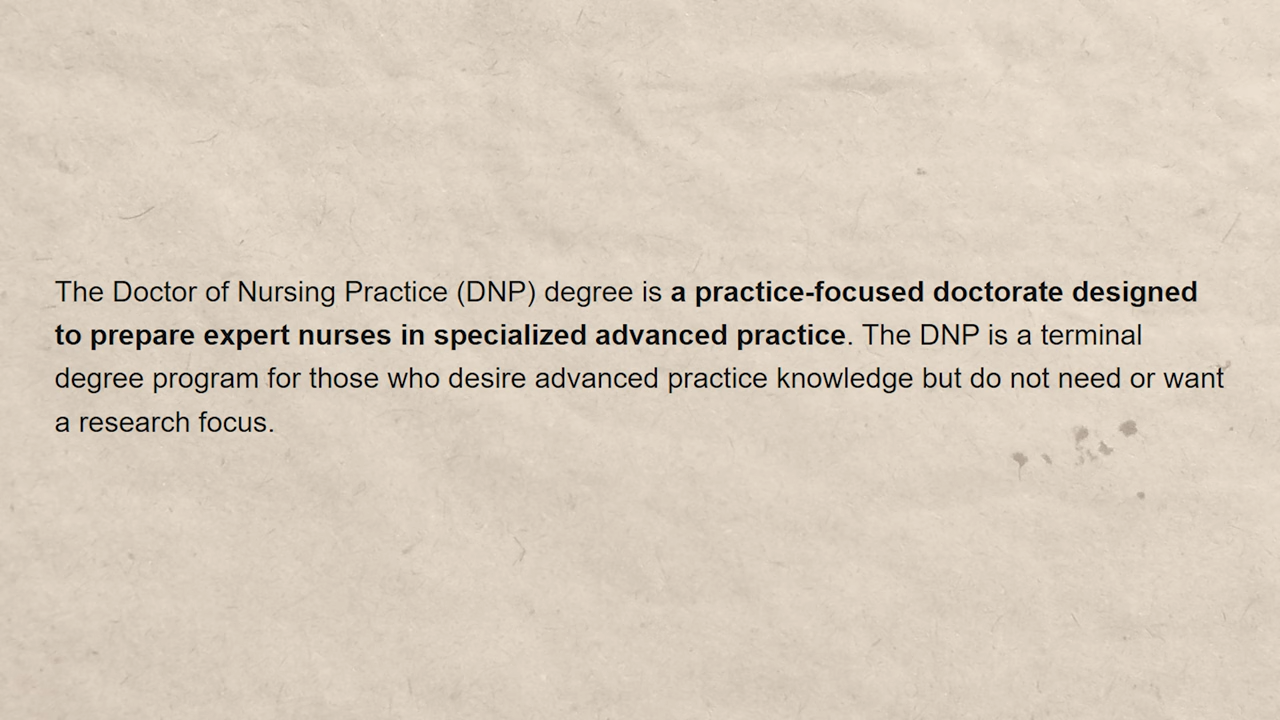 The Doctor of Nursing Practice (DNP) degree is a practice-focused doctorate designed
to prepare expert nurses in specialized advanced practice. The DNP is a terminal
degree program for those who desire advanced practice knowledge but do not need or want
a research focus.